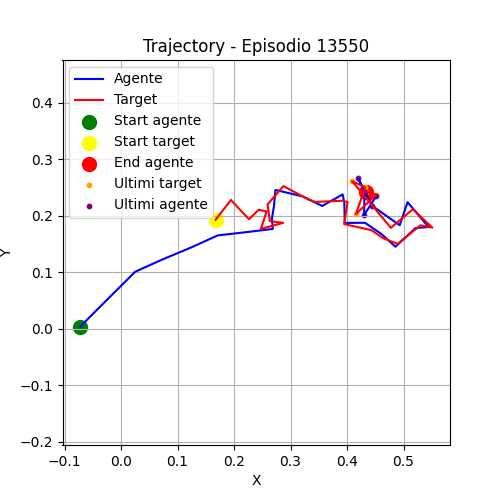 Trajectory - Episodio 13550
Agente
Target
Start agente
Start target
End agente
Ultimi target
Ultimi agente
0.4
0.3
0.2
0.1
0.0
−0.1
−0.2
Y
−0.1
0.0
0.1
0.2
0.3
0.4
0.5
X